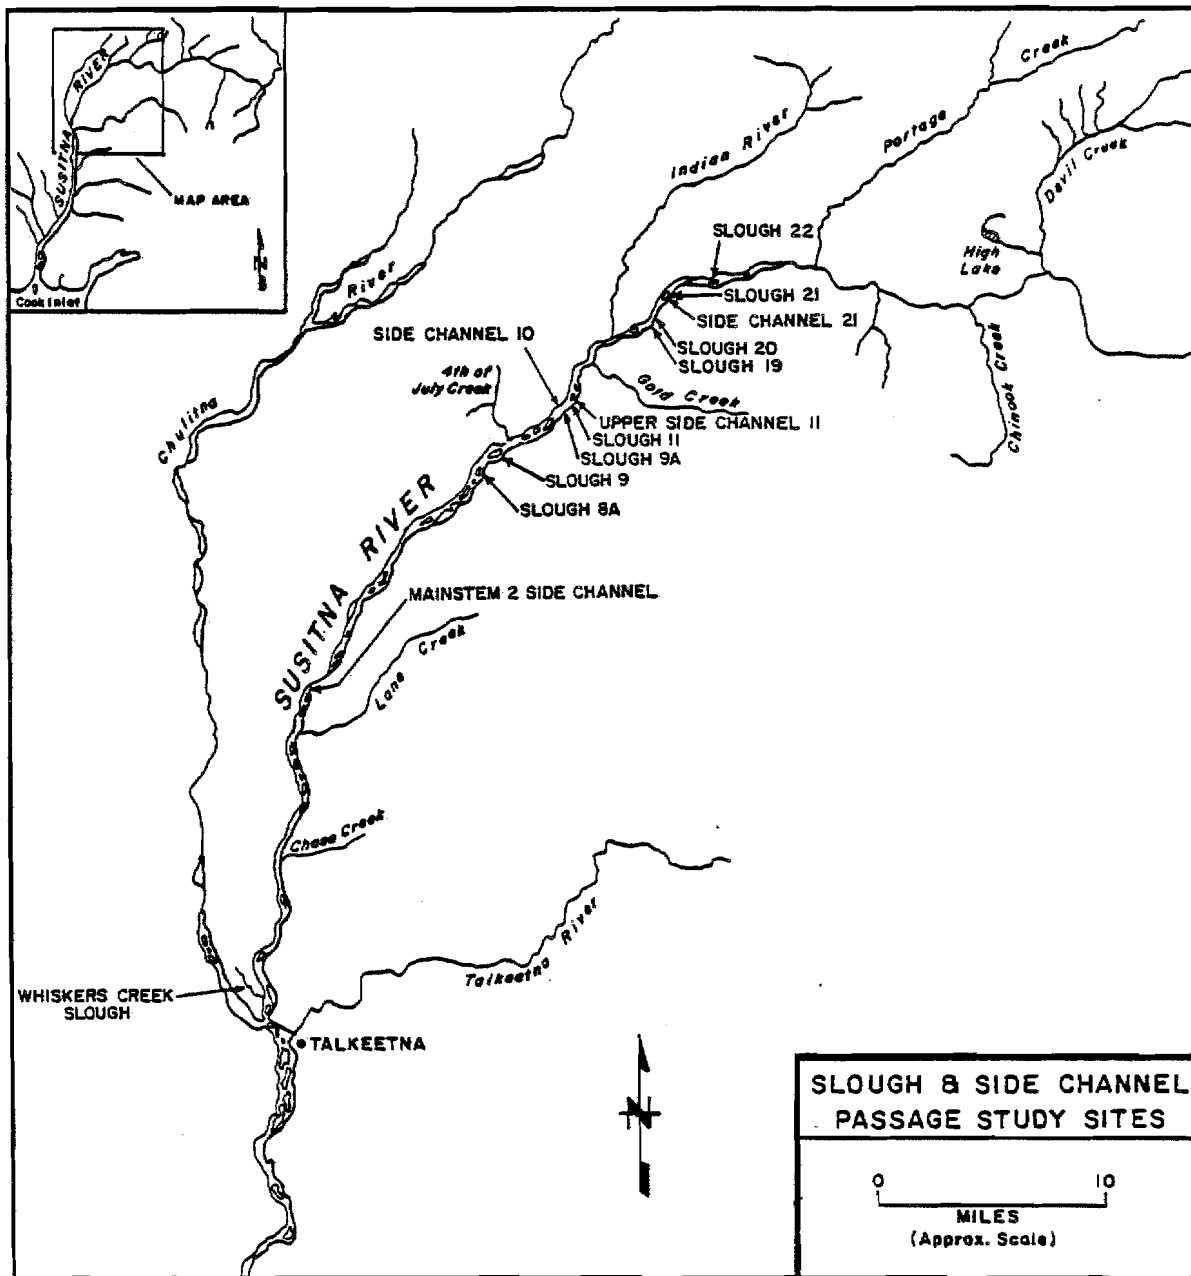 RIVER
SUSITNA
MAP AREA
N
Cook Inlet
Creek
Portage
Indian River
Devil Creek
High
Lake
SLOUGH 22
SLOUGH 21
SIDE CHANNEL 21
SLOUGH 20
SLOUGH 19
River
Chulitna
SIDE CHANNEL 10
4th of
July Creek
Gold Creek
Chinook Creek
UPPER SIDE CHANNEL 11
SLOUGH 11
SLOUGH 9A
SLOUGH 9
SLOUGH 8A
SUSITNA RIVER
MAINSTEM 2 SIDE CHANNEL
Lane Creek
Chase Creek
Talkeetna River
WHISKERS CREEK
SLOUGH
TALKEETNA
N
SLOUGH & SIDE CHANNEL
PASSAGE STUDY SITES
0 10
MILES
(Approx. Scale)